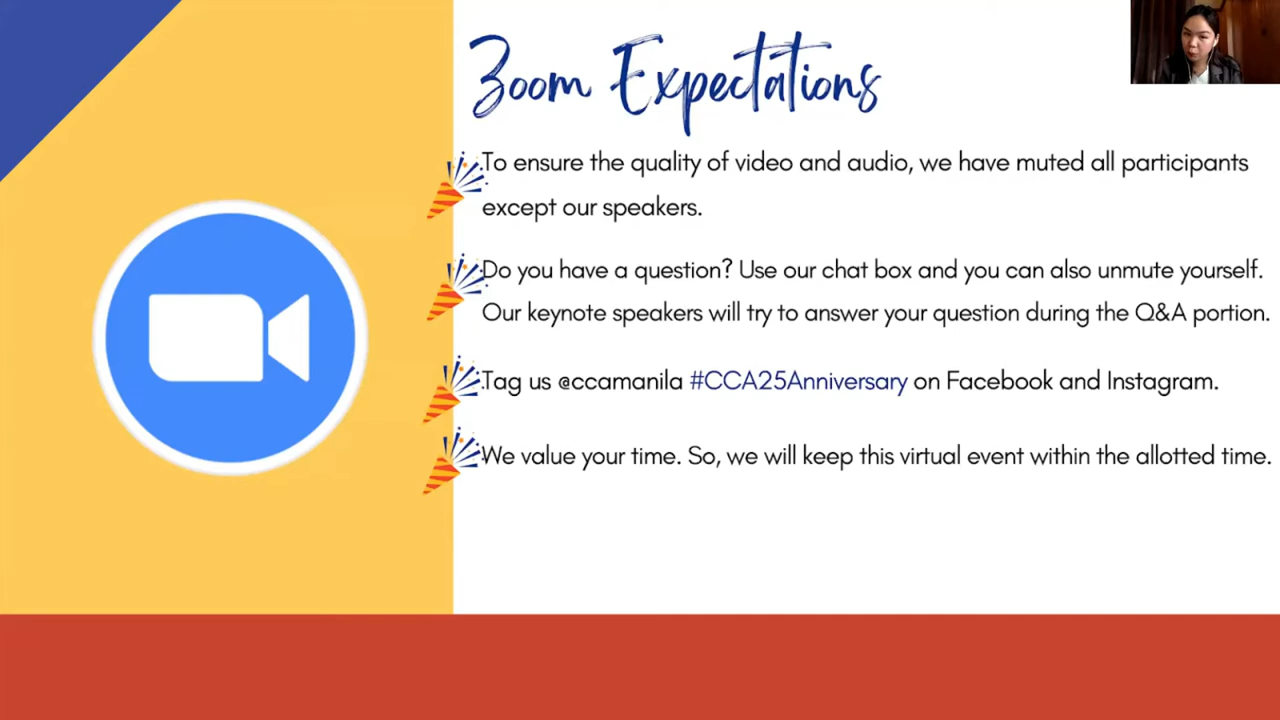 Zoom Expectations
To ensure the quality of video and audio, we have muted all participants
except our speakers.
Do you have a question? Use our chat box and you can also unmute yourself.
Our keynote speakers will try to answer your question during the Q&A portion.
Tag us @ccamanila #CCA25Anniversary on Facebook and Instagram.
We value your time. So, we will keep this virtual event within the allotted time.